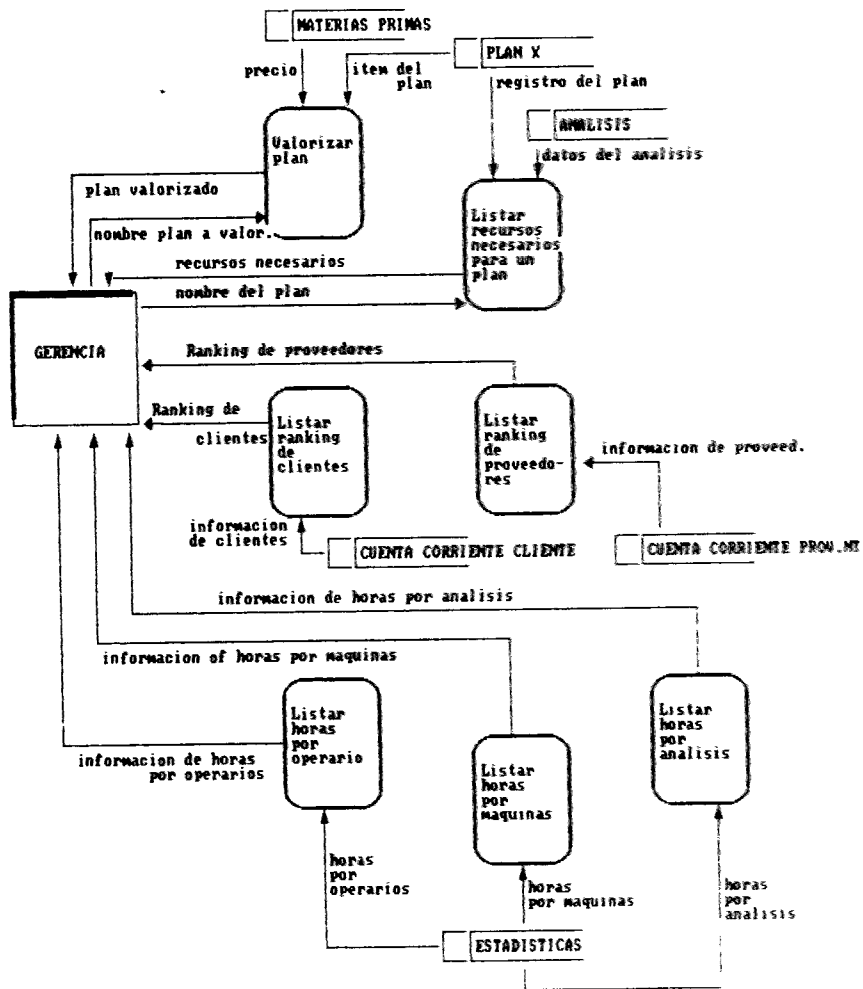 MATERIAS PRIMAS
PLAN X
precio
item del
plan
registro del plan
ANALISIS
datos del analisis
Valorizar
plan
plan valorizado
nombre plan a valor.
Listar
recursos
necesarios
para un
plan
recursos necesarios
nombre del plan
GERENCIA
Ranking de proveedores
Ranking de
clientes
Listar
ranking
de
clientes
Listar
ranking
de
proveedo-
res
informacion de proveed.
informacion
de clientes
CUENTA CORRIENTE CLIENTE
CUENTA CORRIENTE PROV.MT
informacion de horas por analisis
informacion of horas por maquinas
Listar
horas
por
operario
Listar
horas
por
analisis
informacion de horas
por operarios
Listar
horas
por
maquinas
horas
por
operarios
horas
por maquinas
horas
por
analisis
ESTADISTICAS